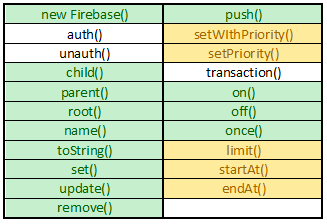 new Firebase() push()
auth() setWIthPriority()
unauth() setPriority()
child() transaction()
parent() on()
root() off()
name() once()
toString() limit()
set() startAt()
update() endAt()
remove()